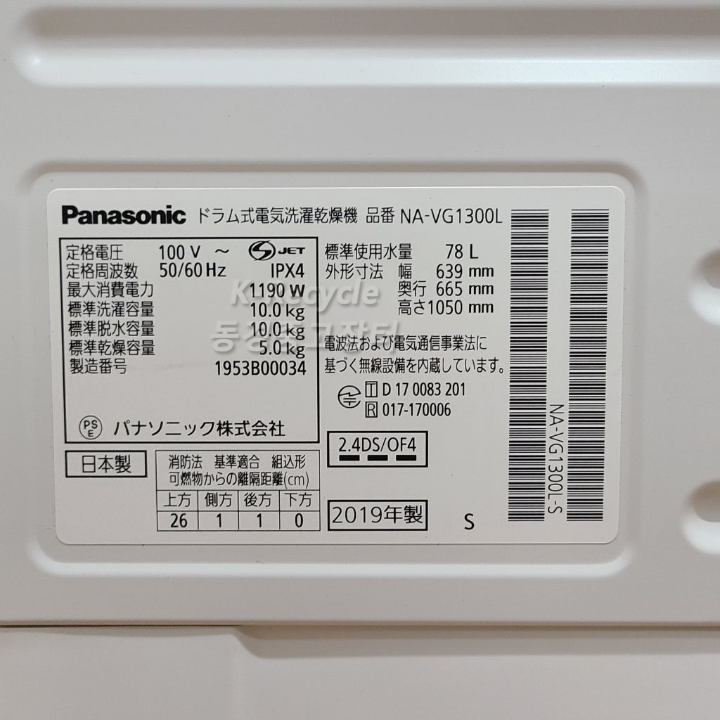 Panasonic ドラム式電気洗濯乾燥機 品番 NA-VG1300L
定格電圧 100 V ～ JET
定格周波数 50/60 Hz IPX4
最大消費電力 1190 W
標準洗濯容量 10.0 kg
標準脱水容量 10.0 kg
標準乾燥容量 5.0 kg
製造番号 1953B00034
PS
E
パナソニック株式会社
標準使用水量 78 L
外形寸法 幅 639 mm
奥行 665 mm
高さ 1050 mm
電波法および電気通信事業法に
基づく無線設備を内蔵しています。
T D 17 0083 201
R 017-170006
2.4DS/OF4
日本製
消防法 基準適合 組込形
可燃物からの離隔距離(cm)
上方 側方 後方 下方
26 1 1 0
2019年製
S
NA-VG1300L-S
K-recycle